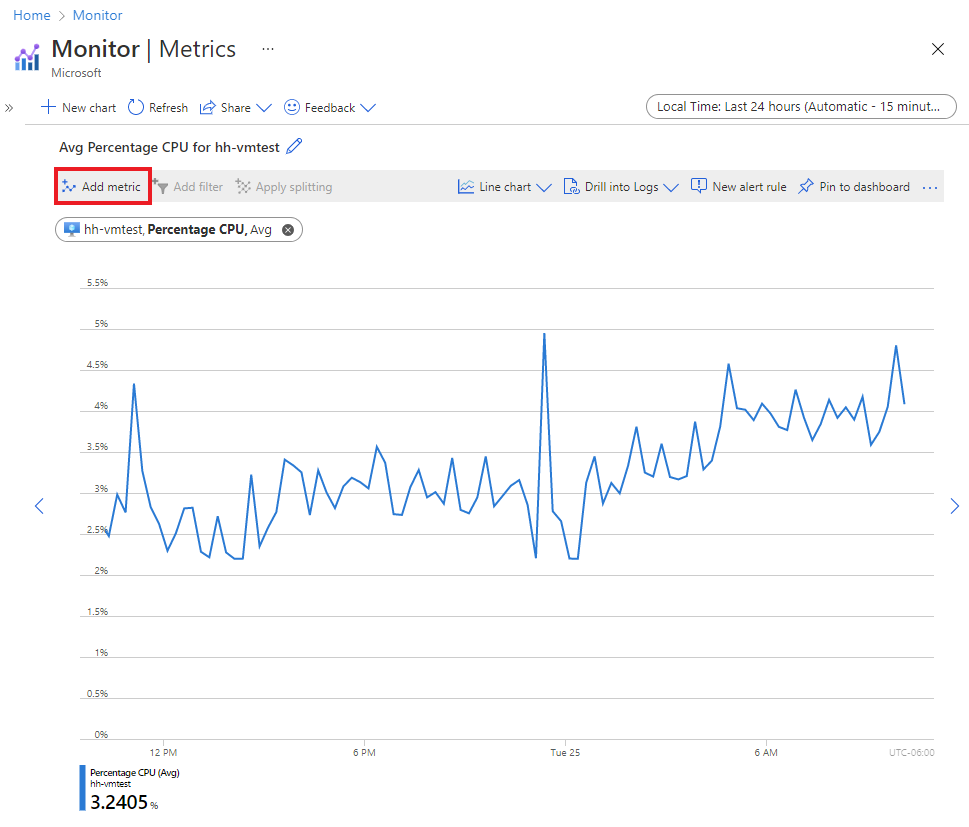 Home > Monitor
Monitor | Metrics ...
Microsoft
» New chart Refresh Share Feedback Local Time: Last 24 hours (Automatic - 15 minut...
Avg Percentage CPU for hh-vmtest
Add metric Add filter Apply splitting Line chart Drill into Logs New alert rule Pin to dashboard ...
hh-vmtest, Percentage CPU, Avg
5.5%
5%
4.5%
4%
3.5%
3%
2.5%
2%
1.5%
1%
0.5%
0%
12 PM 6 PM Tue 25 6 AM UTC-06:00
Percentage CPU (Avg)
hh-vmtest
3.2405 %